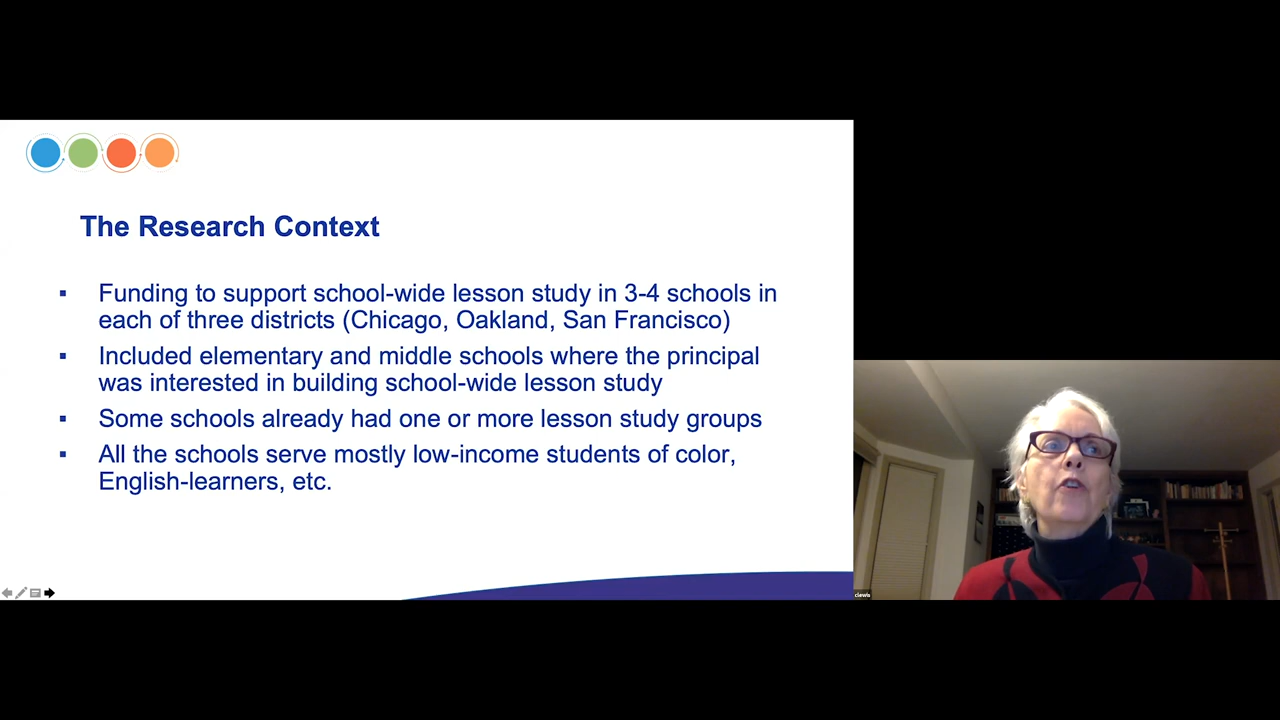 The Research Context
▪ Funding to support school-wide lesson study in 3-4 schools in
each of three districts (Chicago, Oakland, San Francisco)
▪ Included elementary and middle schools where the principal
was interested in building school-wide lesson study
▪ Some schools already had one or more lesson study groups
▪ All the schools serve mostly low-income students of color,
English-learners, etc.
clewis